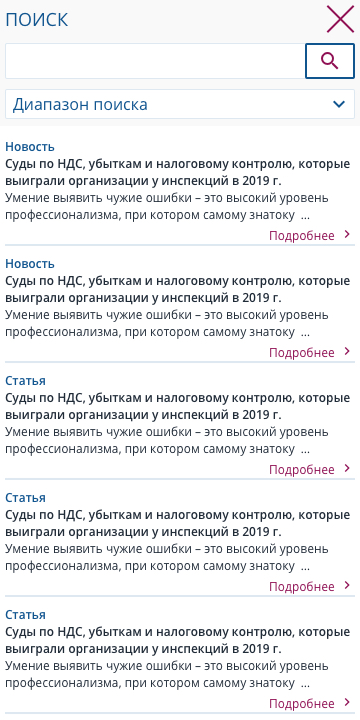 ПОИСК
Диапазон поиска
Новость
Суды по НДС, убыткам и налоговому контролю, которые
выиграли организации у инспекций в 2019 г.
Умение выявить чужие ошибки – это высокий уровень
профессионализма, при котором самому знатоку ...
Подробнее
Новость
Суды по НДС, убыткам и налоговому контролю, которые
выиграли организации у инспекций в 2019 г.
Умение выявить чужие ошибки – это высокий уровень
профессионализма, при котором самому знатоку ...
Подробнее
Статья
Суды по НДС, убыткам и налоговому контролю, которые
выиграли организации у инспекций в 2019 г.
Умение выявить чужие ошибки – это высокий уровень
профессионализма, при котором самому знатоку ...
Подробнее
Статья
Суды по НДС, убыткам и налоговому контролю, которые
выиграли организации у инспекций в 2019 г.
Умение выявить чужие ошибки – это высокий уровень
профессионализма, при котором самому знатоку ...
Подробнее
Статья
Суды по НДС, убыткам и налоговому контролю, которые
выиграли организации у инспекций в 2019 г.
Умение выявить чужие ошибки – это высокий уровень
профессионализма, при котором самому знатоку ...
Подробнее